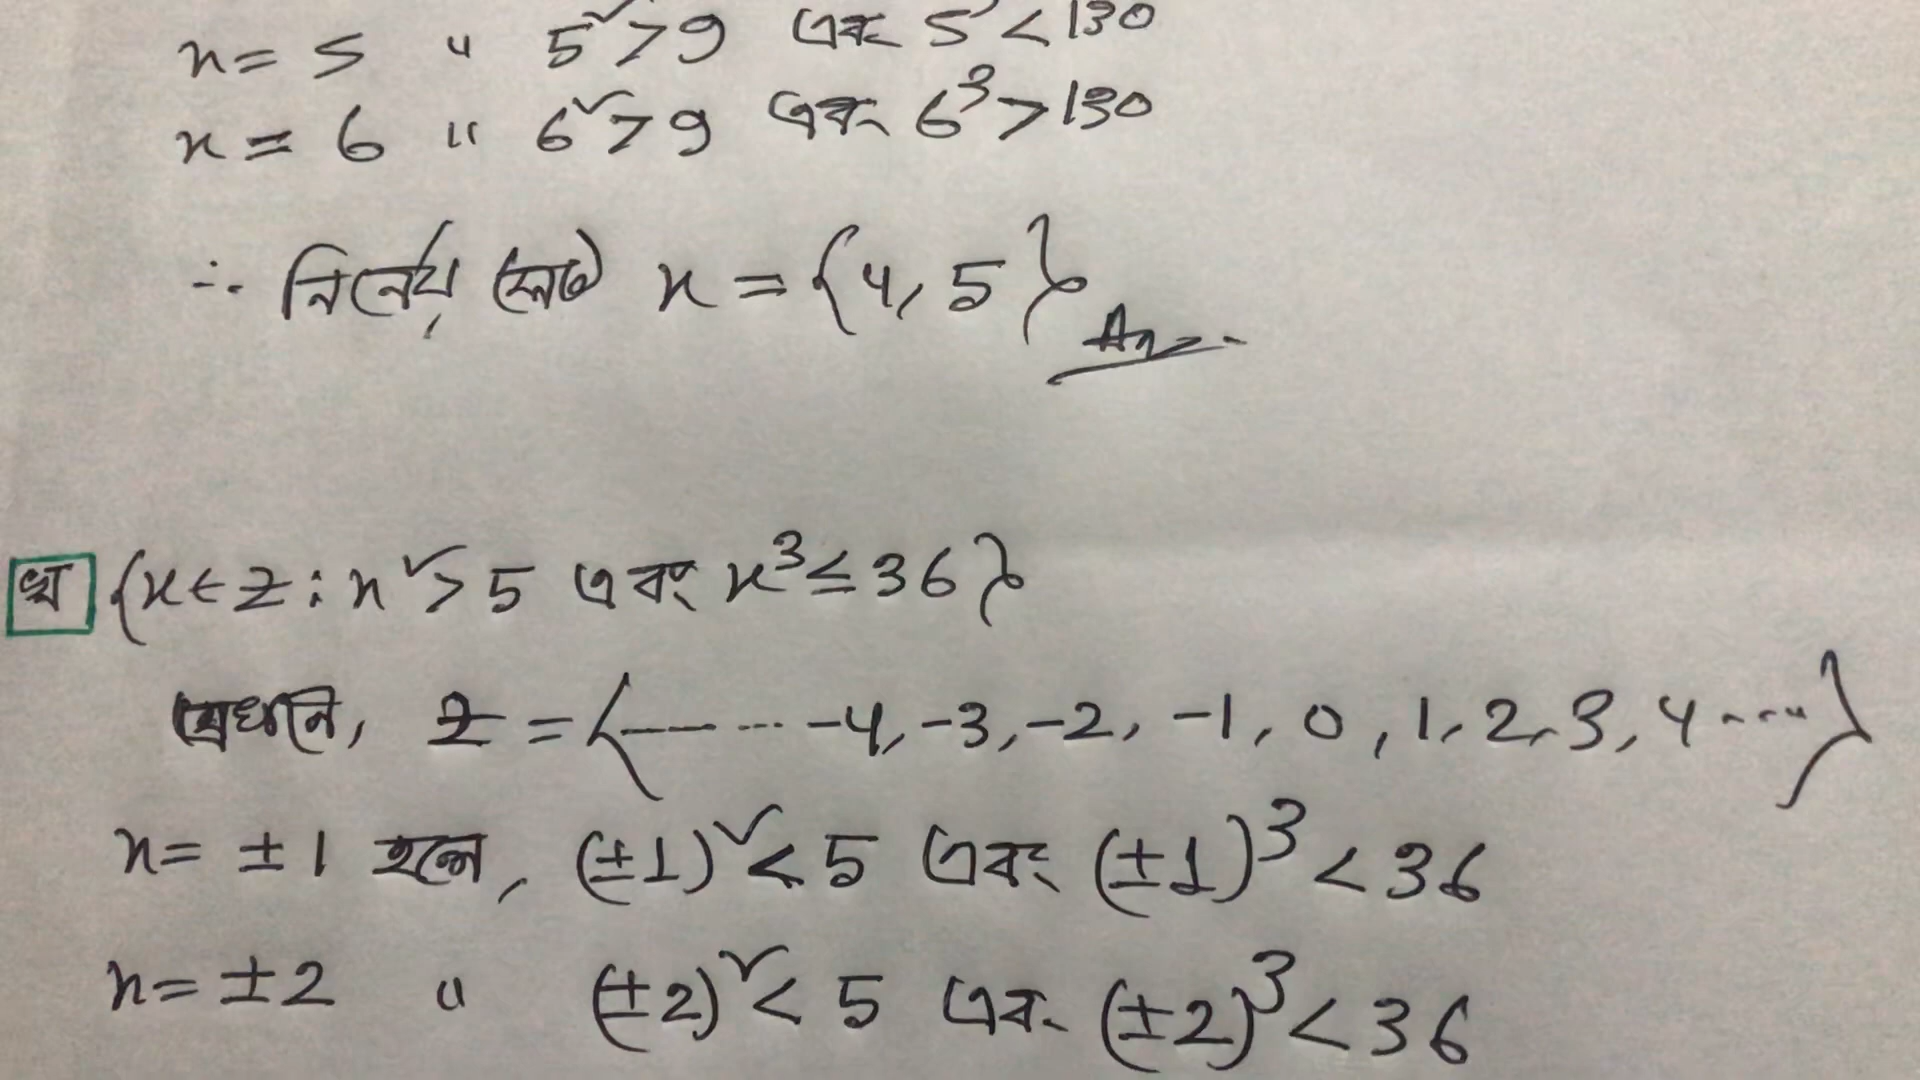 x = 5 " 5² > 9 এবং 5³ < 130
x = 6 " 6² > 9 এবং 6³ > 130
∴ নির্নেয় সেট x = {4, 5} Ans.
খ {x ∈ Z : x² > 5 এবং x³ ≤ 36}
এখানে, Z = {------- -4, -3, -2, -1, 0, 1, 2, 3, 4 ----}
x = ±1 হলে, (±1)² < 5 এবং (±1)³ < 36
x = ±2 " (±2)² < 5 এবং (±2)³ < 36